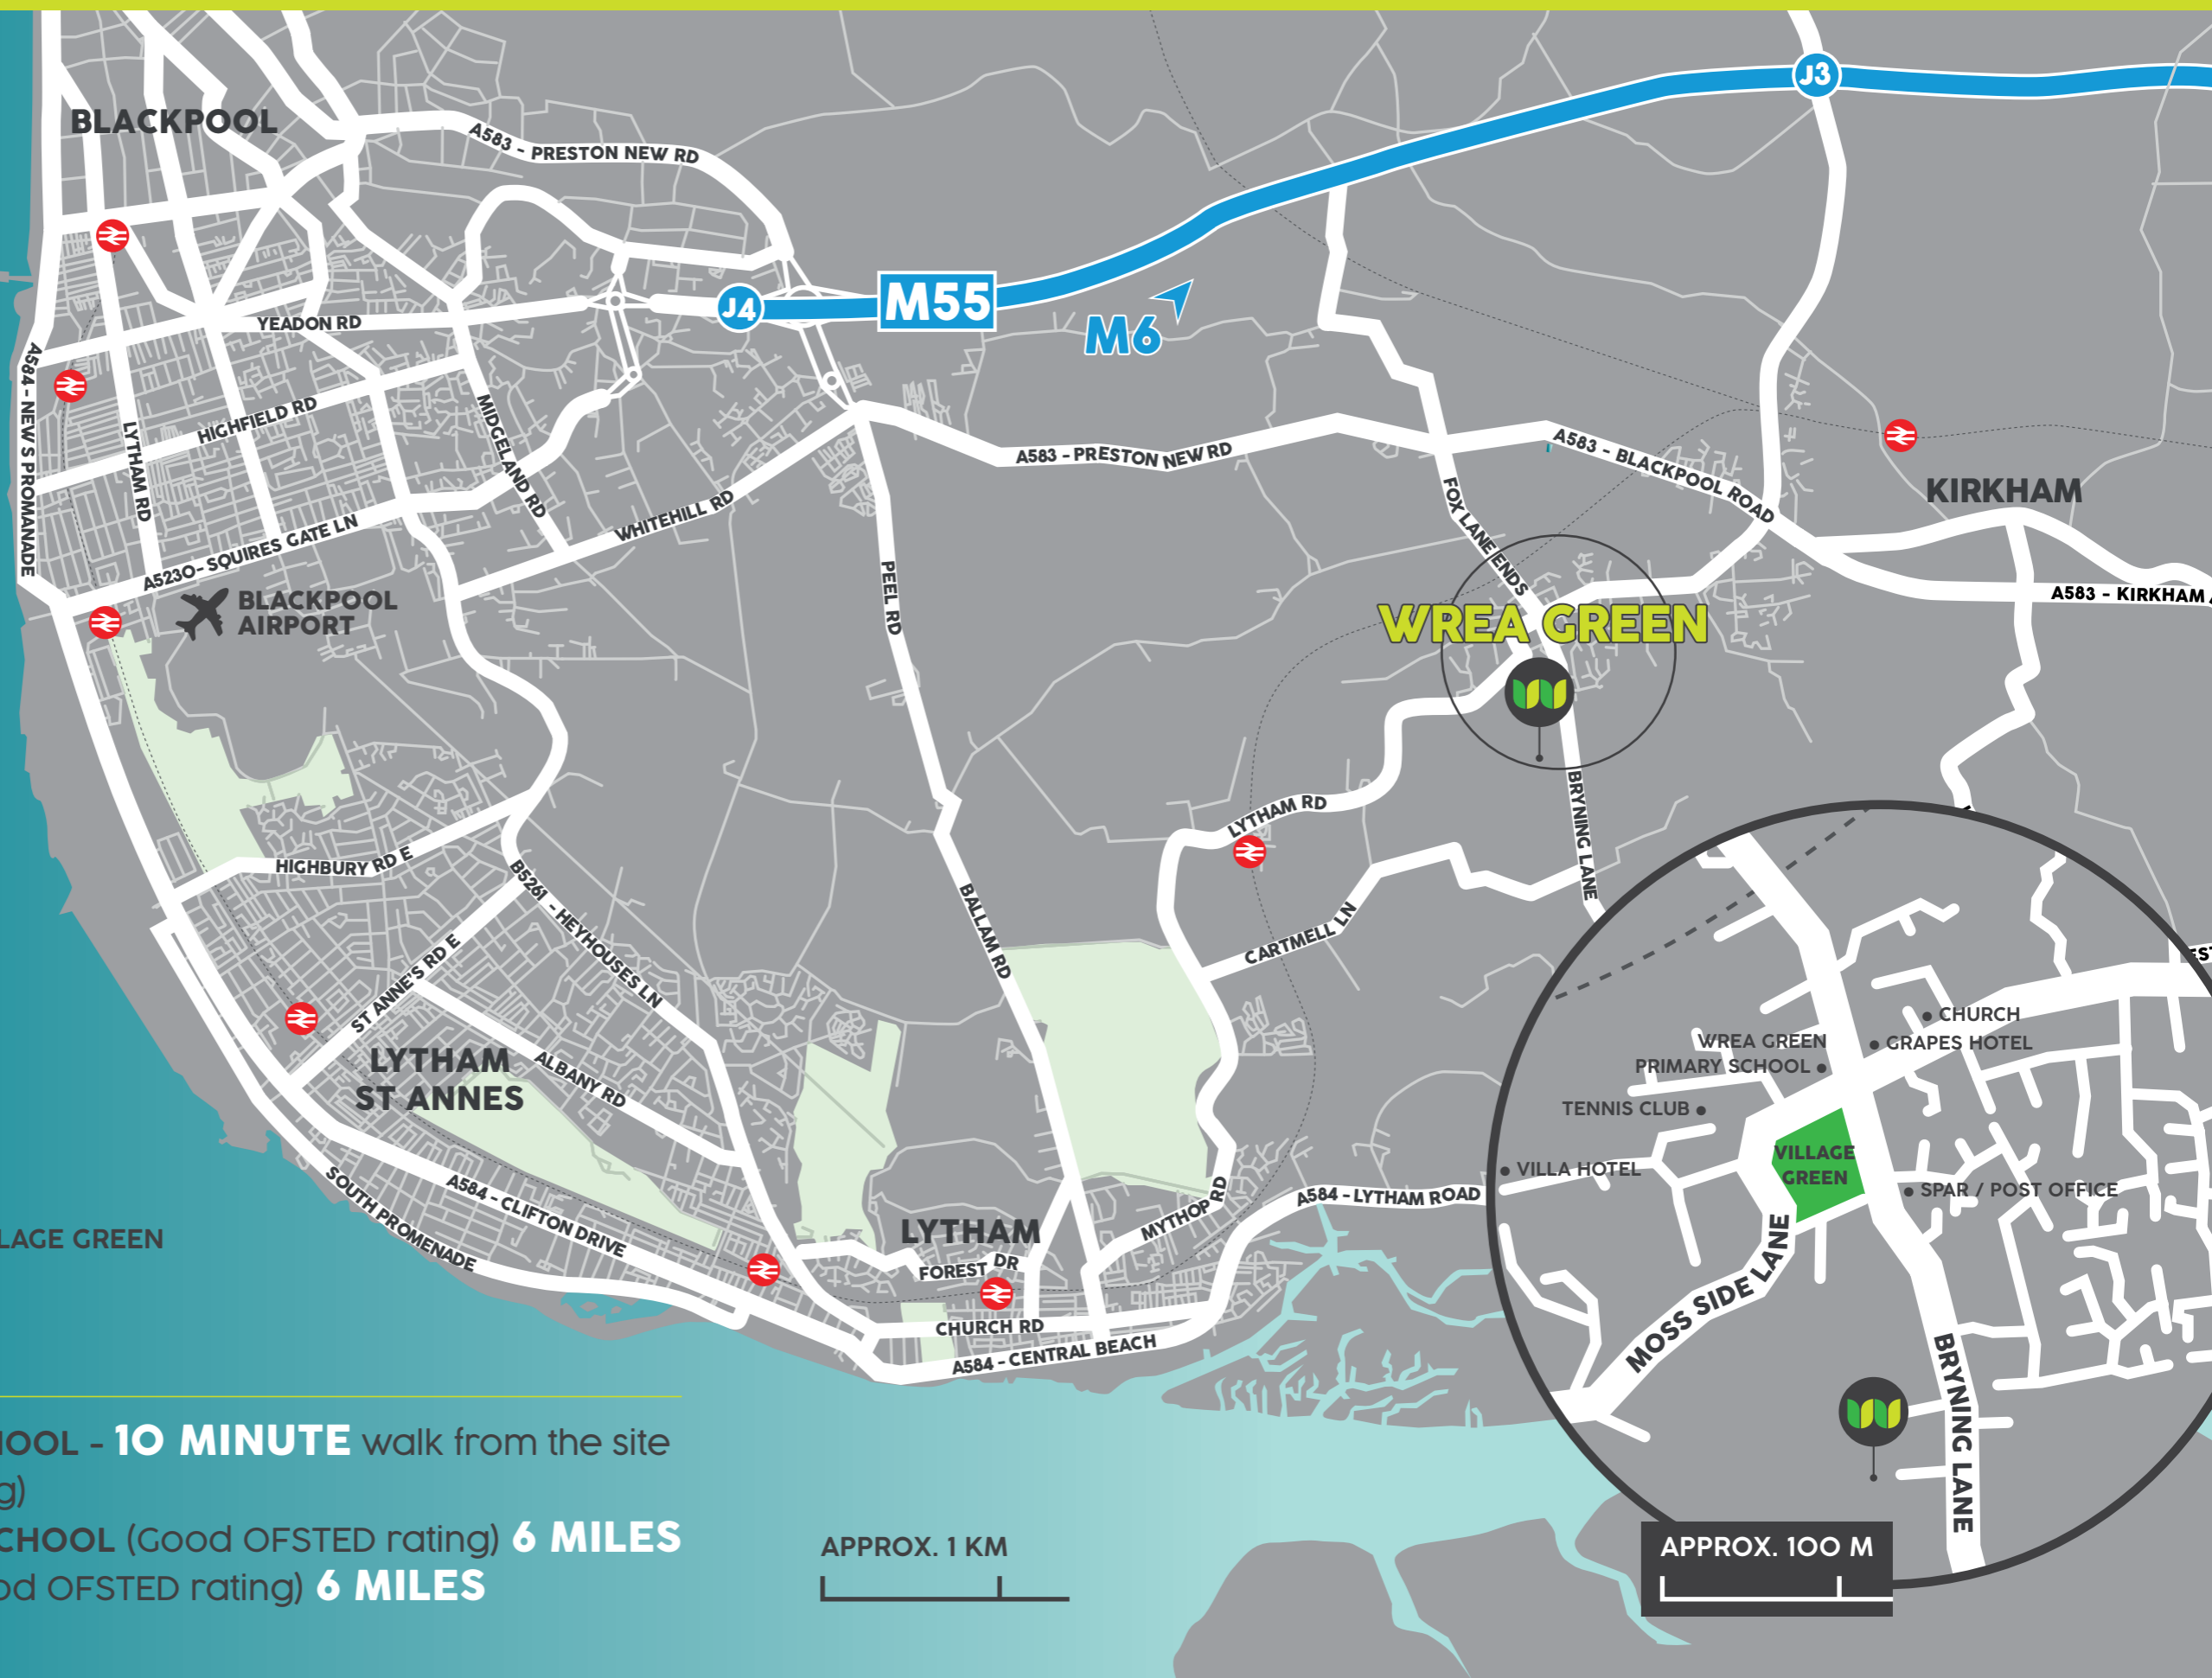 BLACKPOOL
A583 - PRESTON NEW RD
J3
J4
M55
M6
YEADON RD
A584 - NEW S PROMANADE
LYTHAM RD
HIGHFIELD RD
MIDGELAND RD
A583 - PRESTON NEW RD
A583 - BLACKPOOL ROAD
KIRKHAM
WHITEHILL RD
A5230 - SQUIRES GATE LN
FOX LANE ENDS
BLACKPOOL
AIRPORT
PEEL RD
A583 - KIRKHAM
WREA GREEN
BRYNING LANE
LYTHAM RD
HIGHBURY RD E
B5261 - HEYHOUSES LN
BALLAM RD
CARTMELL LN
ST ANNE'S RD E
LYTHAM
ST ANNES
ALBANY RD
CHURCH
GRAPES HOTEL
WREA GREEN
PRIMARY SCHOOL
TENNIS CLUB
VILLAGE
GREEN
VILLA HOTEL
SPAR / POST OFFICE
SOUTH PROMENADE
A584 - CLIFTON DRIVE
LYTHAM
FOREST DR
MYTHOP RD
A584 - LYTHAM ROAD
CHURCH RD
A584 - CENTRAL BEACH
MOSS SIDE LANE
BRYNING LANE
LAGE GREEN
OOL - 10 MINUTE walk from the site
g)
CHOOL (Good OFSTED rating) 6 MILES
od OFSTED rating) 6 MILES
APPROX. 1 KM
APPROX. 100 M